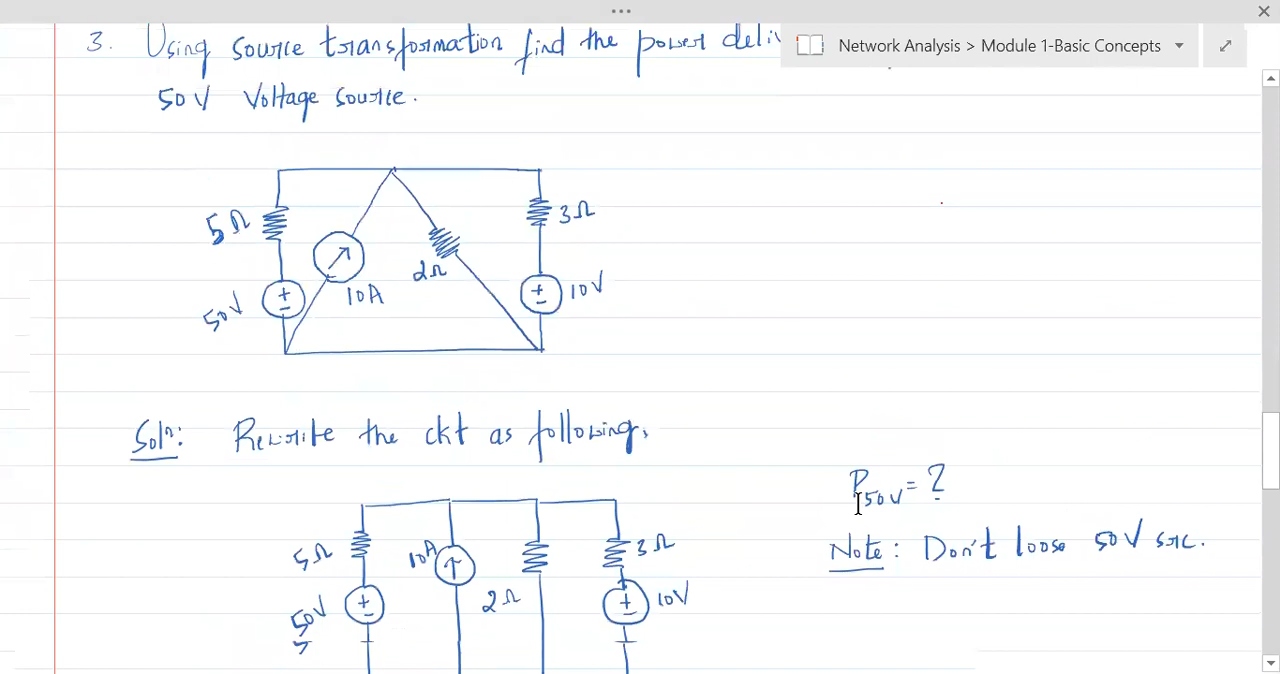 Network Analysis > Module 1-Basic Concepts
3. Using source transformation find the power
50V Voltage source.
5Ω
3Ω
2Ω
10A
10V
50V
+
-
+
-
Soln: Rewrite the ckt as following,
P50V = ?
Note: Don't loose 50V src.
5Ω
10A
3Ω
2Ω
10V
50V
+
-
+
-